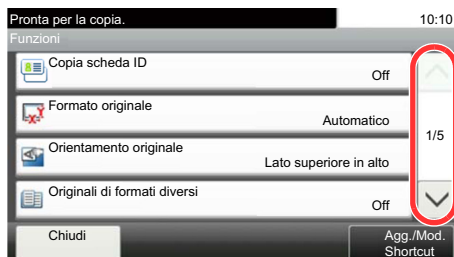 Pronta per la copia.
10:10
Funzioni
Copia scheda ID
Off
Formato originale
Automatico
1/5
Orientamento originale
Lato superiore in alto
Originali di formati diversi
Off
Chiudi
Agg./Mod.
Shortcut